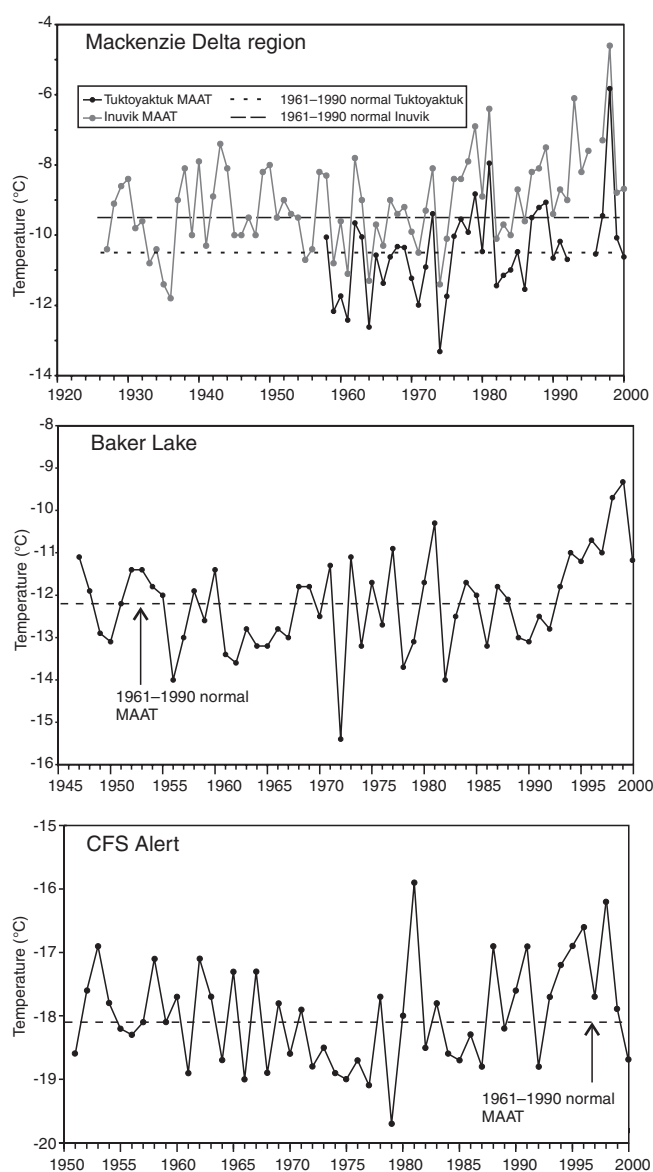 Mackenzie Delta region
Tuktoyaktuk MAAT
1961–1990 normal Tuktoyaktuk
Inuvik MAAT
1961–1990 normal Inuvik
Temperature (°C)
-4
-6
-8
-10
-12
-14
1920 1930 1940 1950 1960 1970 1980 1990 2000
Baker Lake
Temperature (°C)
-8
-9
-10
-11
-12
-13
-14
-15
-16
1961–1990 normal
MAAT
1945 1950 1955 1960 1965 1970 1975 1980 1985 1990 1995 2000
CFS Alert
Temperature (°C)
-15
-16
-17
-18
-19
-20
1961–1990 normal
MAAT
1950 1955 1960 1965 1970 1975 1980 1985 1990 1995 2000